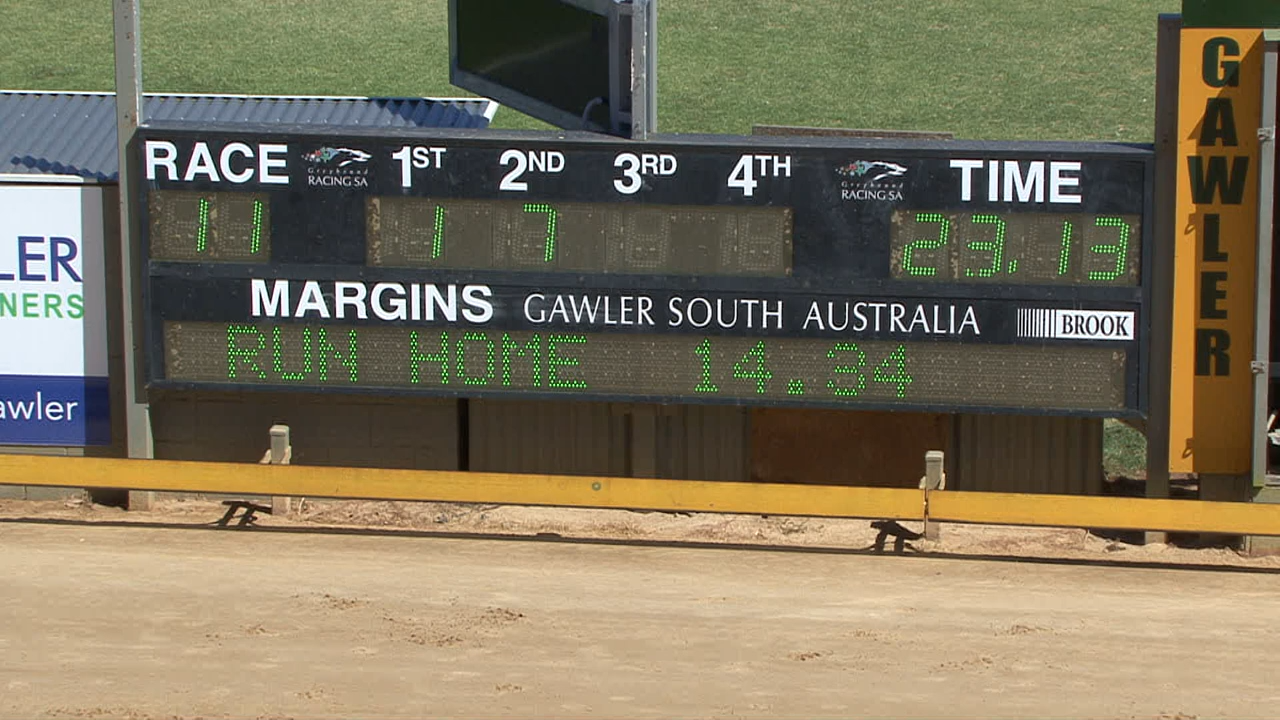 RACE Greyhound RACING SA 1ST 2ND 3RD 4TH Greyhound RACING SA TIME
11 1 7 23.13
MARGINS GAWLER SOUTH AUSTRALIA BROOK
RUN HOME 14.34
GAWLER
LER
NERS
awler